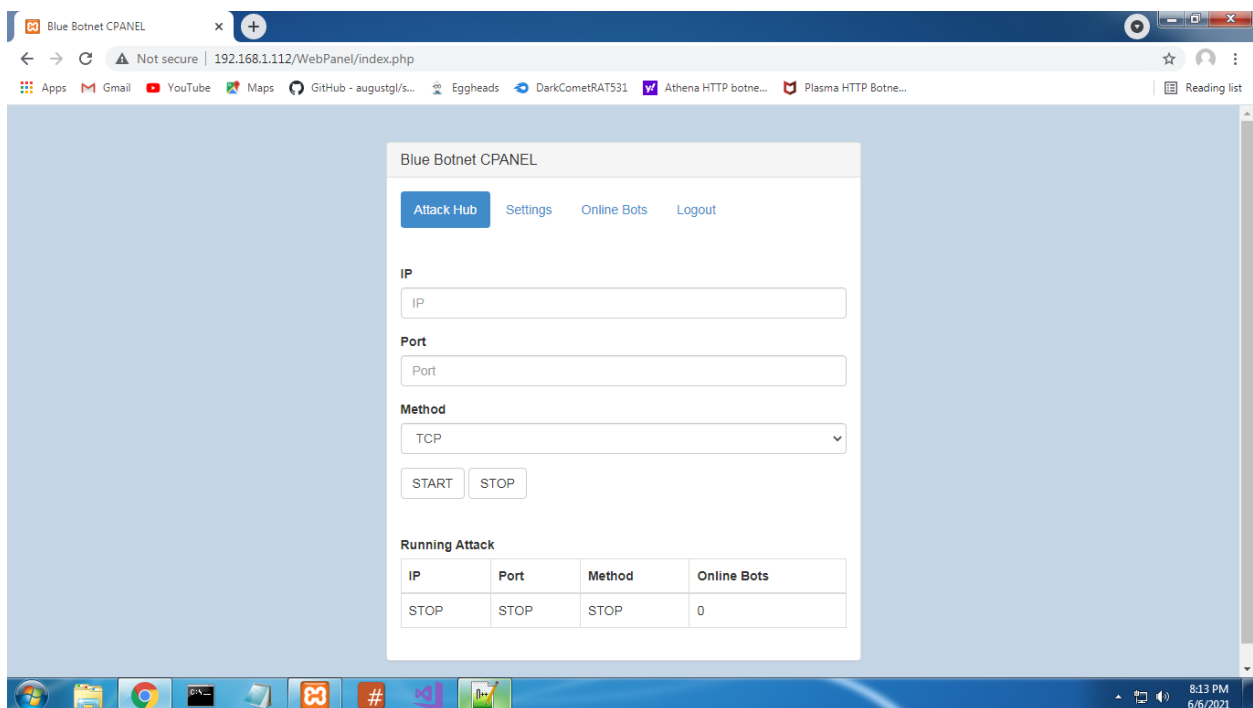 Blue Botnet CPANEL
Not secure | 192.168.1.112/WebPanel/index.php
Apps Gmail YouTube Maps GitHub - augustgl/s... Eggheads DarkCometRAT531 Athena HTTP botne... Plasma HTTP Botne... Reading list
Blue Botnet CPANEL
Attack Hub Settings Online Bots Logout
IP
IP
Port
Port
Method
TCP
START STOP
Running Attack
IP Port Method Online Bots
STOP STOP STOP 0
8:13 PM
6/6/2021